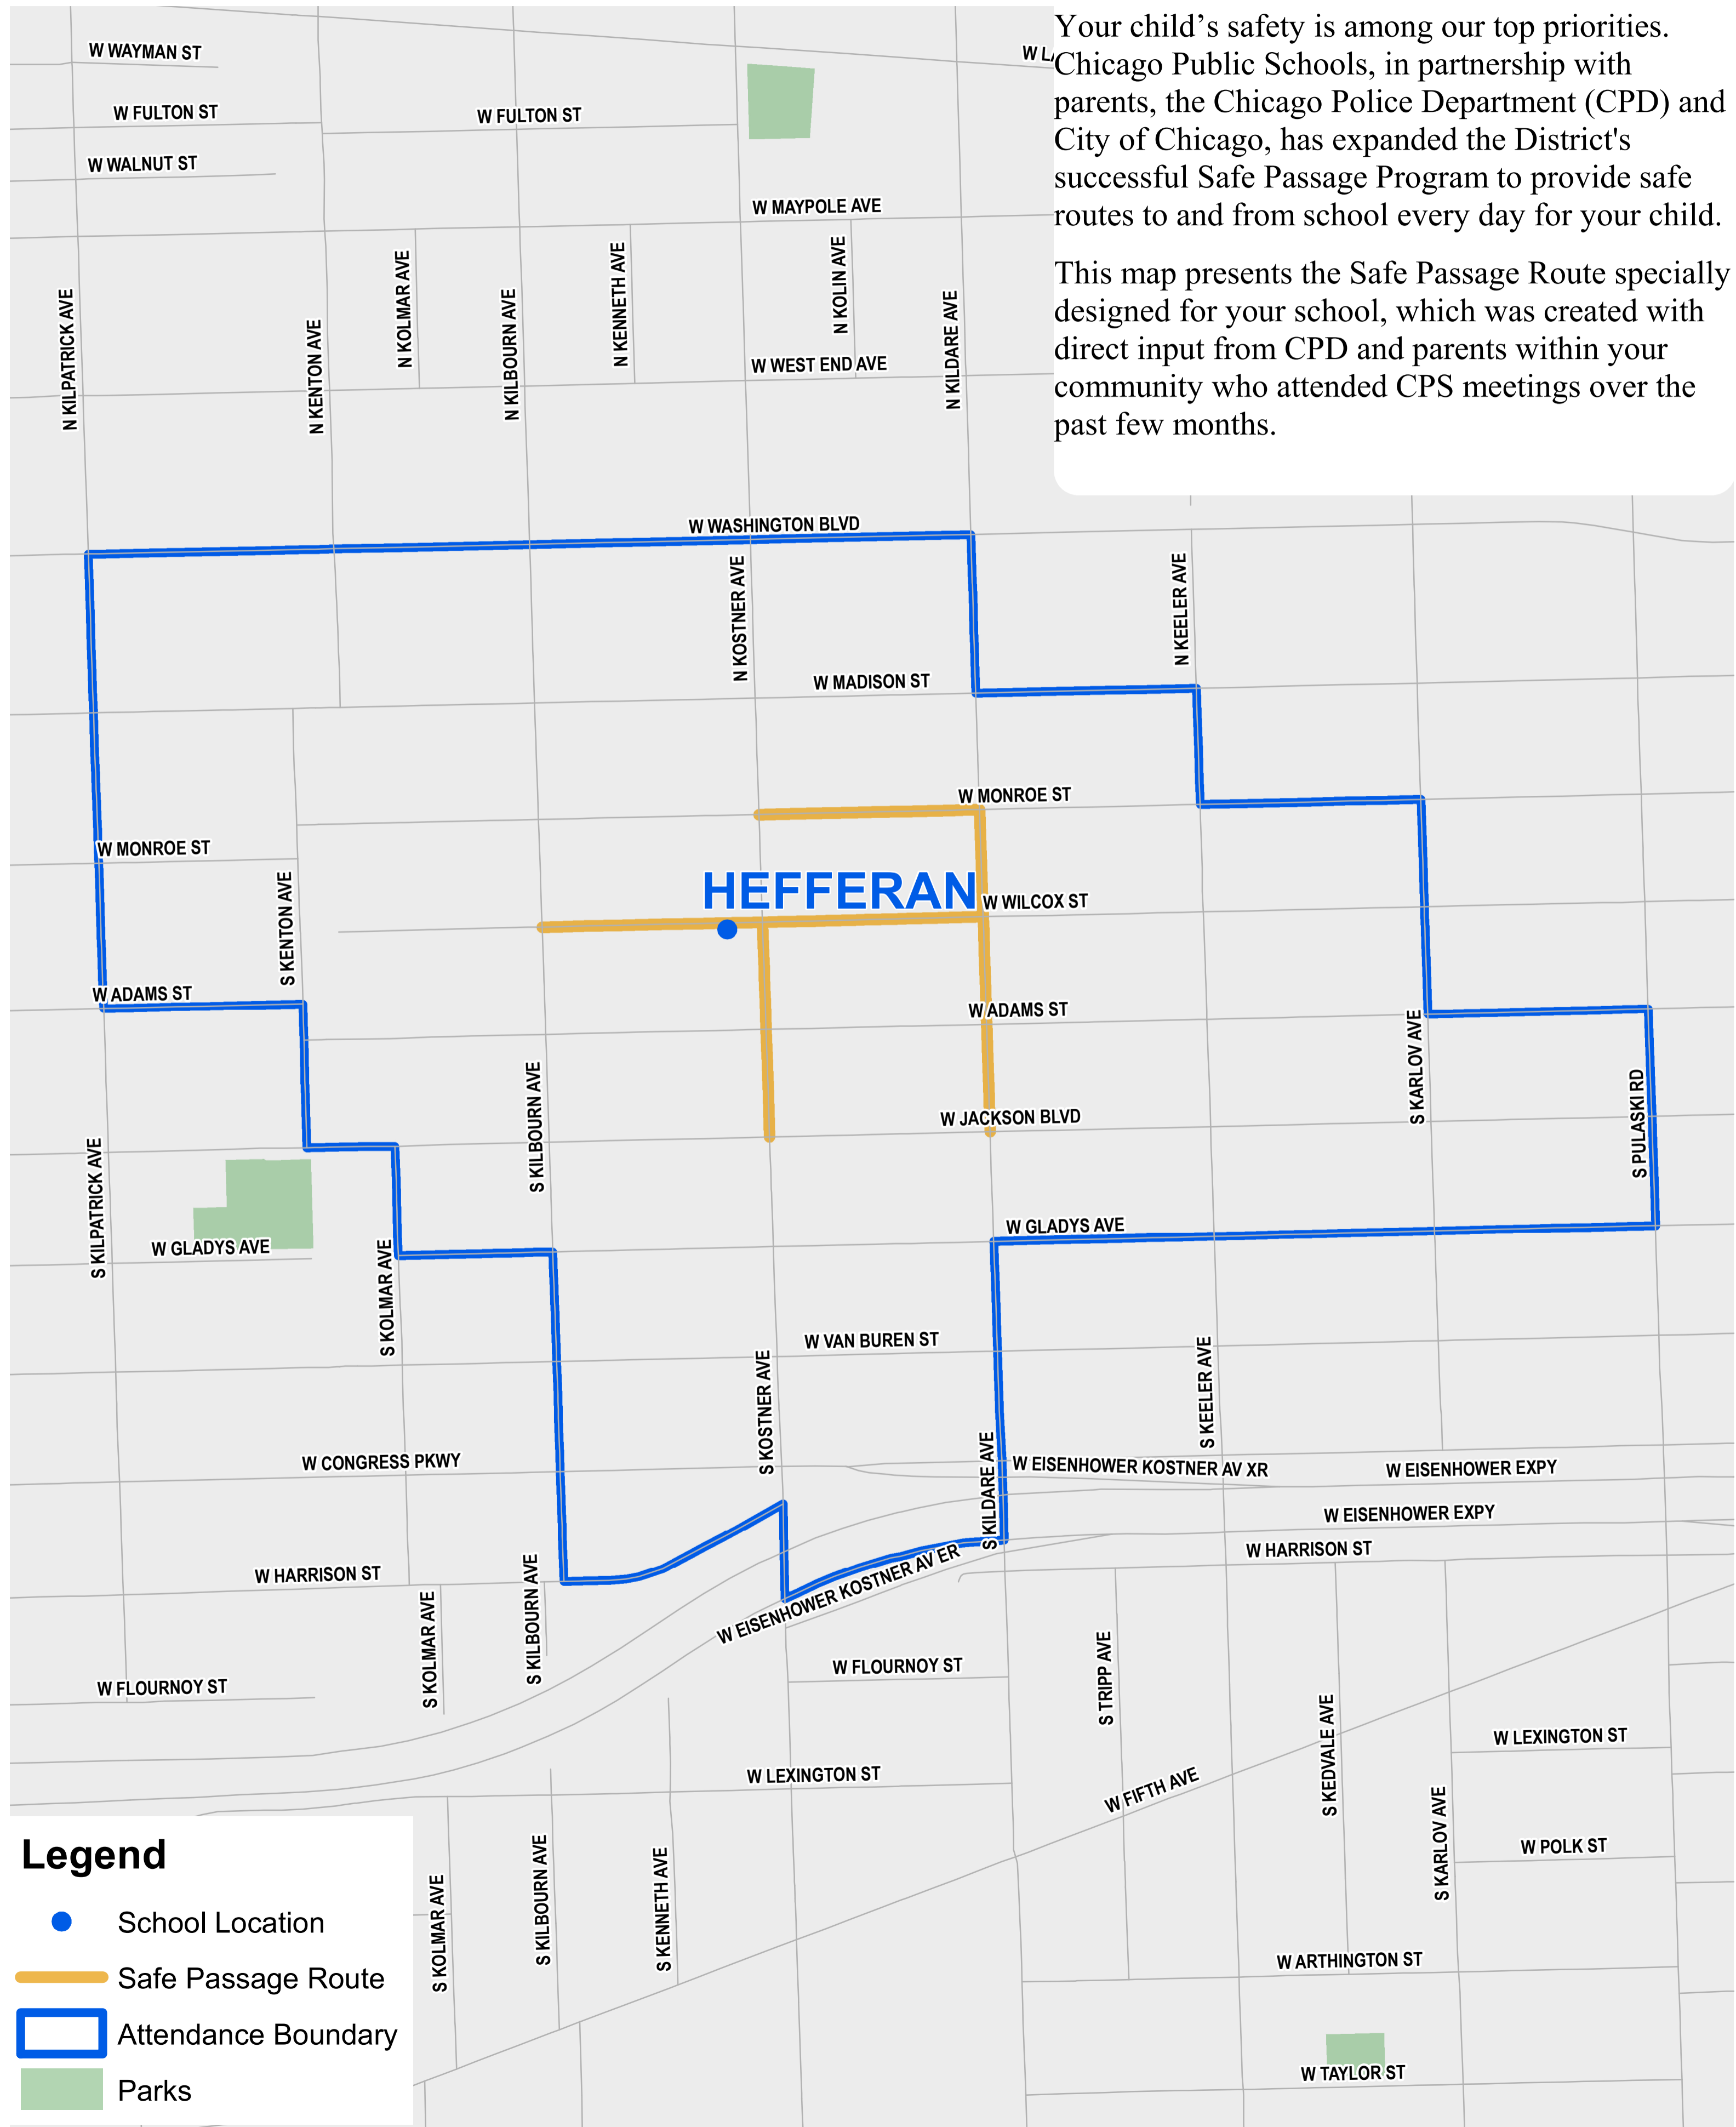 Your child’s safety is among our top priorities.
Chicago Public Schools, in partnership with
parents, the Chicago Police Department (CPD) and
City of Chicago, has expanded the District's
successful Safe Passage Program to provide safe
routes to and from school every day for your child.
This map presents the Safe Passage Route specially
designed for your school, which was created with
direct input from CPD and parents within your
community who attended CPS meetings over the
past few months.
W WAYMAN ST
W LA
W FULTON ST
W FULTON ST
W WALNUT ST
W MAYPOLE AVE
N KILPATRICK AVE
N KENTON AVE
N KOLMAR AVE
N KILBOURN AVE
N KENNETH AVE
N KOLIN AVE
N KILDARE AVE
W WEST END AVE
W WASHINGTON BLVD
N KOSTNER AVE
N KEELER AVE
W MADISON ST
W MONROE ST
W MONROE ST
HEFFERAN
W WILCOX ST
S KENTON AVE
W ADAMS ST
W ADAMS ST
S KILBOURN AVE
S KARLOV AVE
S PULASKI RD
W JACKSON BLVD
S KILPATRICK AVE
W GLADYS AVE
W GLADYS AVE
S KOLMAR AVE
W VAN BUREN ST
S KOSTNER AVE
S KEELER AVE
S KILDARE AVE
W CONGRESS PKWY
W EISENHOWER KOSTNER AV XR
W EISENHOWER EXPY
W EISENHOWER EXPY
W HARRISON ST
W HARRISON ST
W EISENHOWER KOSTNER AV ER
S KOLMAR AVE
S KILBOURN AVE
W FLOURNOY ST
W FLOURNOY ST
S TRIPP AVE
S KEDVALE AVE
W LEXINGTON ST
W LEXINGTON ST
W FIFTH AVE
S KARLOV AVE
W POLK ST
S KOLMAR AVE
S KILBOURN AVE
S KENNETH AVE
W ARTHINGTON ST
W TAYLOR ST
Legend
School Location
Safe Passage Route
Attendance Boundary
Parks